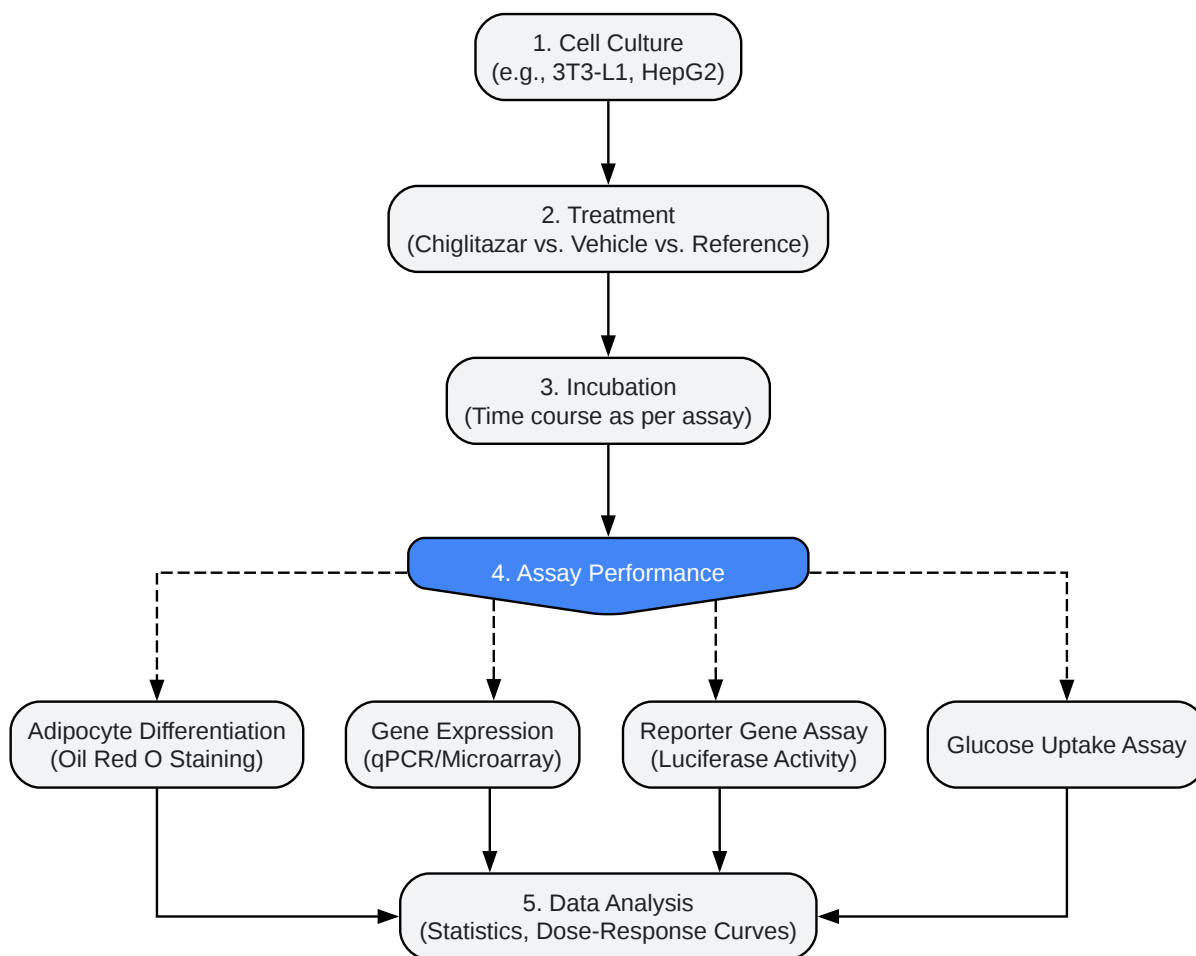 1. Cell Culture
(e.g., 3T3-L1, HepG2)
2. Treatment
(Chiglitazar vs. Vehicle vs. Reference)
3. Incubation
(Time course as per assay)
4. Assay Performance
Adipocyte Differentiation
(Oil Red O Staining)
Gene Expression
(qPCR/Microarray)
Reporter Gene Assay
(Luciferase Activity)
Glucose Uptake Assay
5. Data Analysis
(Statistics, Dose-Response Curves)